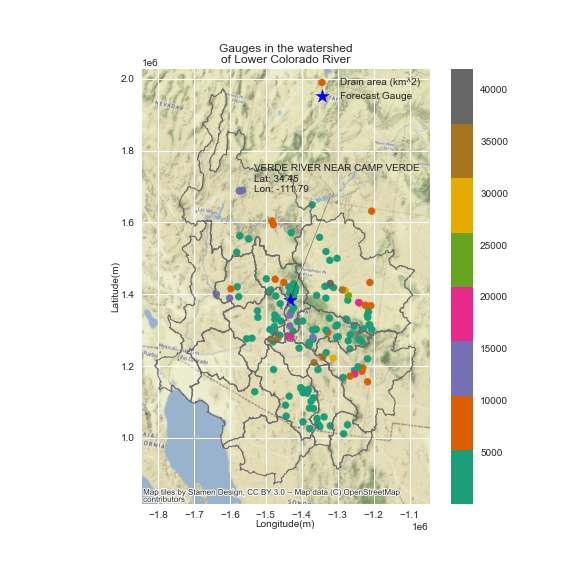 Gauges in the watershed
of Lower Colorado River
1e6
Drain area (km^2)
Forecast Gauge
VERDE RIVER NEAR CAMP VERDE
Lat: 34.45
Lon: -111.79
Latitude(m)
2.0
1.8
1.6
1.4
1.2
1.0
NEVADA
Map tiles by Stamen Design, CC BY 3.0 -- Map data (C) OpenStreetMap
contributors
−1.8
−1.7
−1.6
−1.5
−1.4
−1.3
−1.2
−1.1
Longitude(m)
1e6
40000
35000
30000
25000
20000
15000
10000
5000